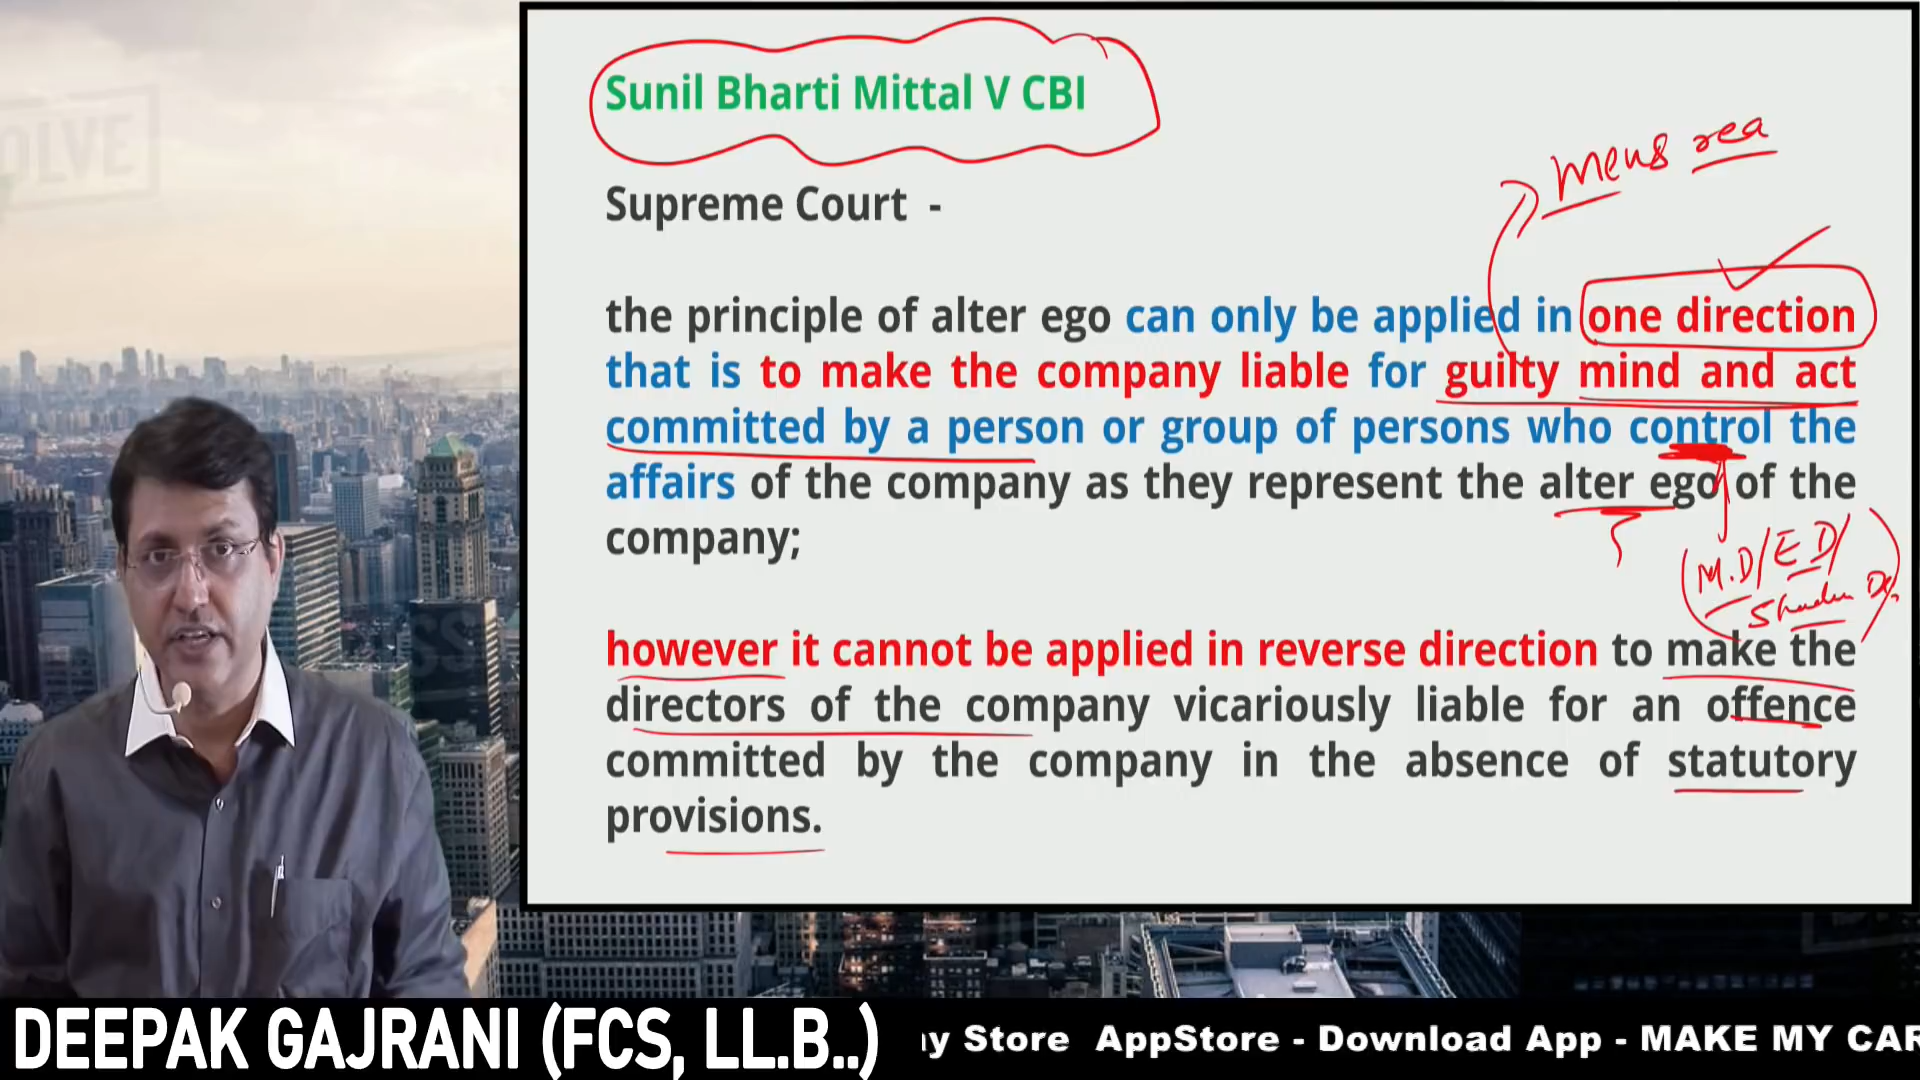 OLVE
Sunil Bharti Mittal V CBI
mens rea
Supreme Court -
the principle of alter ego can only be applied in one direction
that is to make the company liable for guilty mind and act
committed by a person or group of persons who control the
affairs of the company as they represent the alter ego of the
company;
(M.D/ED/
however it cannot be applied in reverse direction to make the
directors of the company vicariously liable for an offence
committed by the company in the absence of statutory
provisions.
DEEPAK GAJRANI (FCS, LL.B..)
ay Store AppStore - Download App - MAKE MY CAR